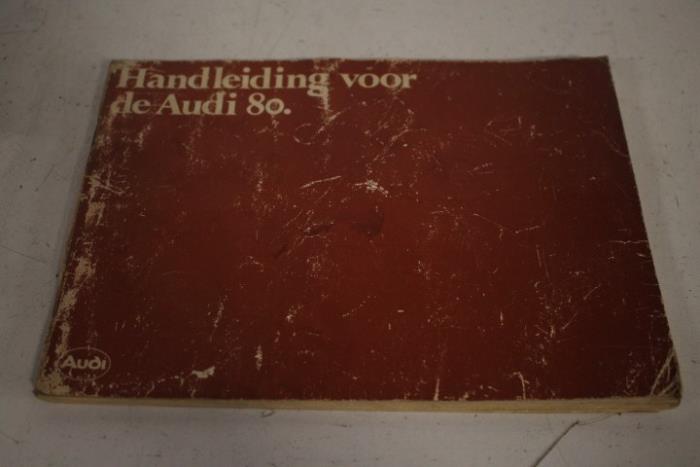 Handleiding voor
de Audi 80.
Audi